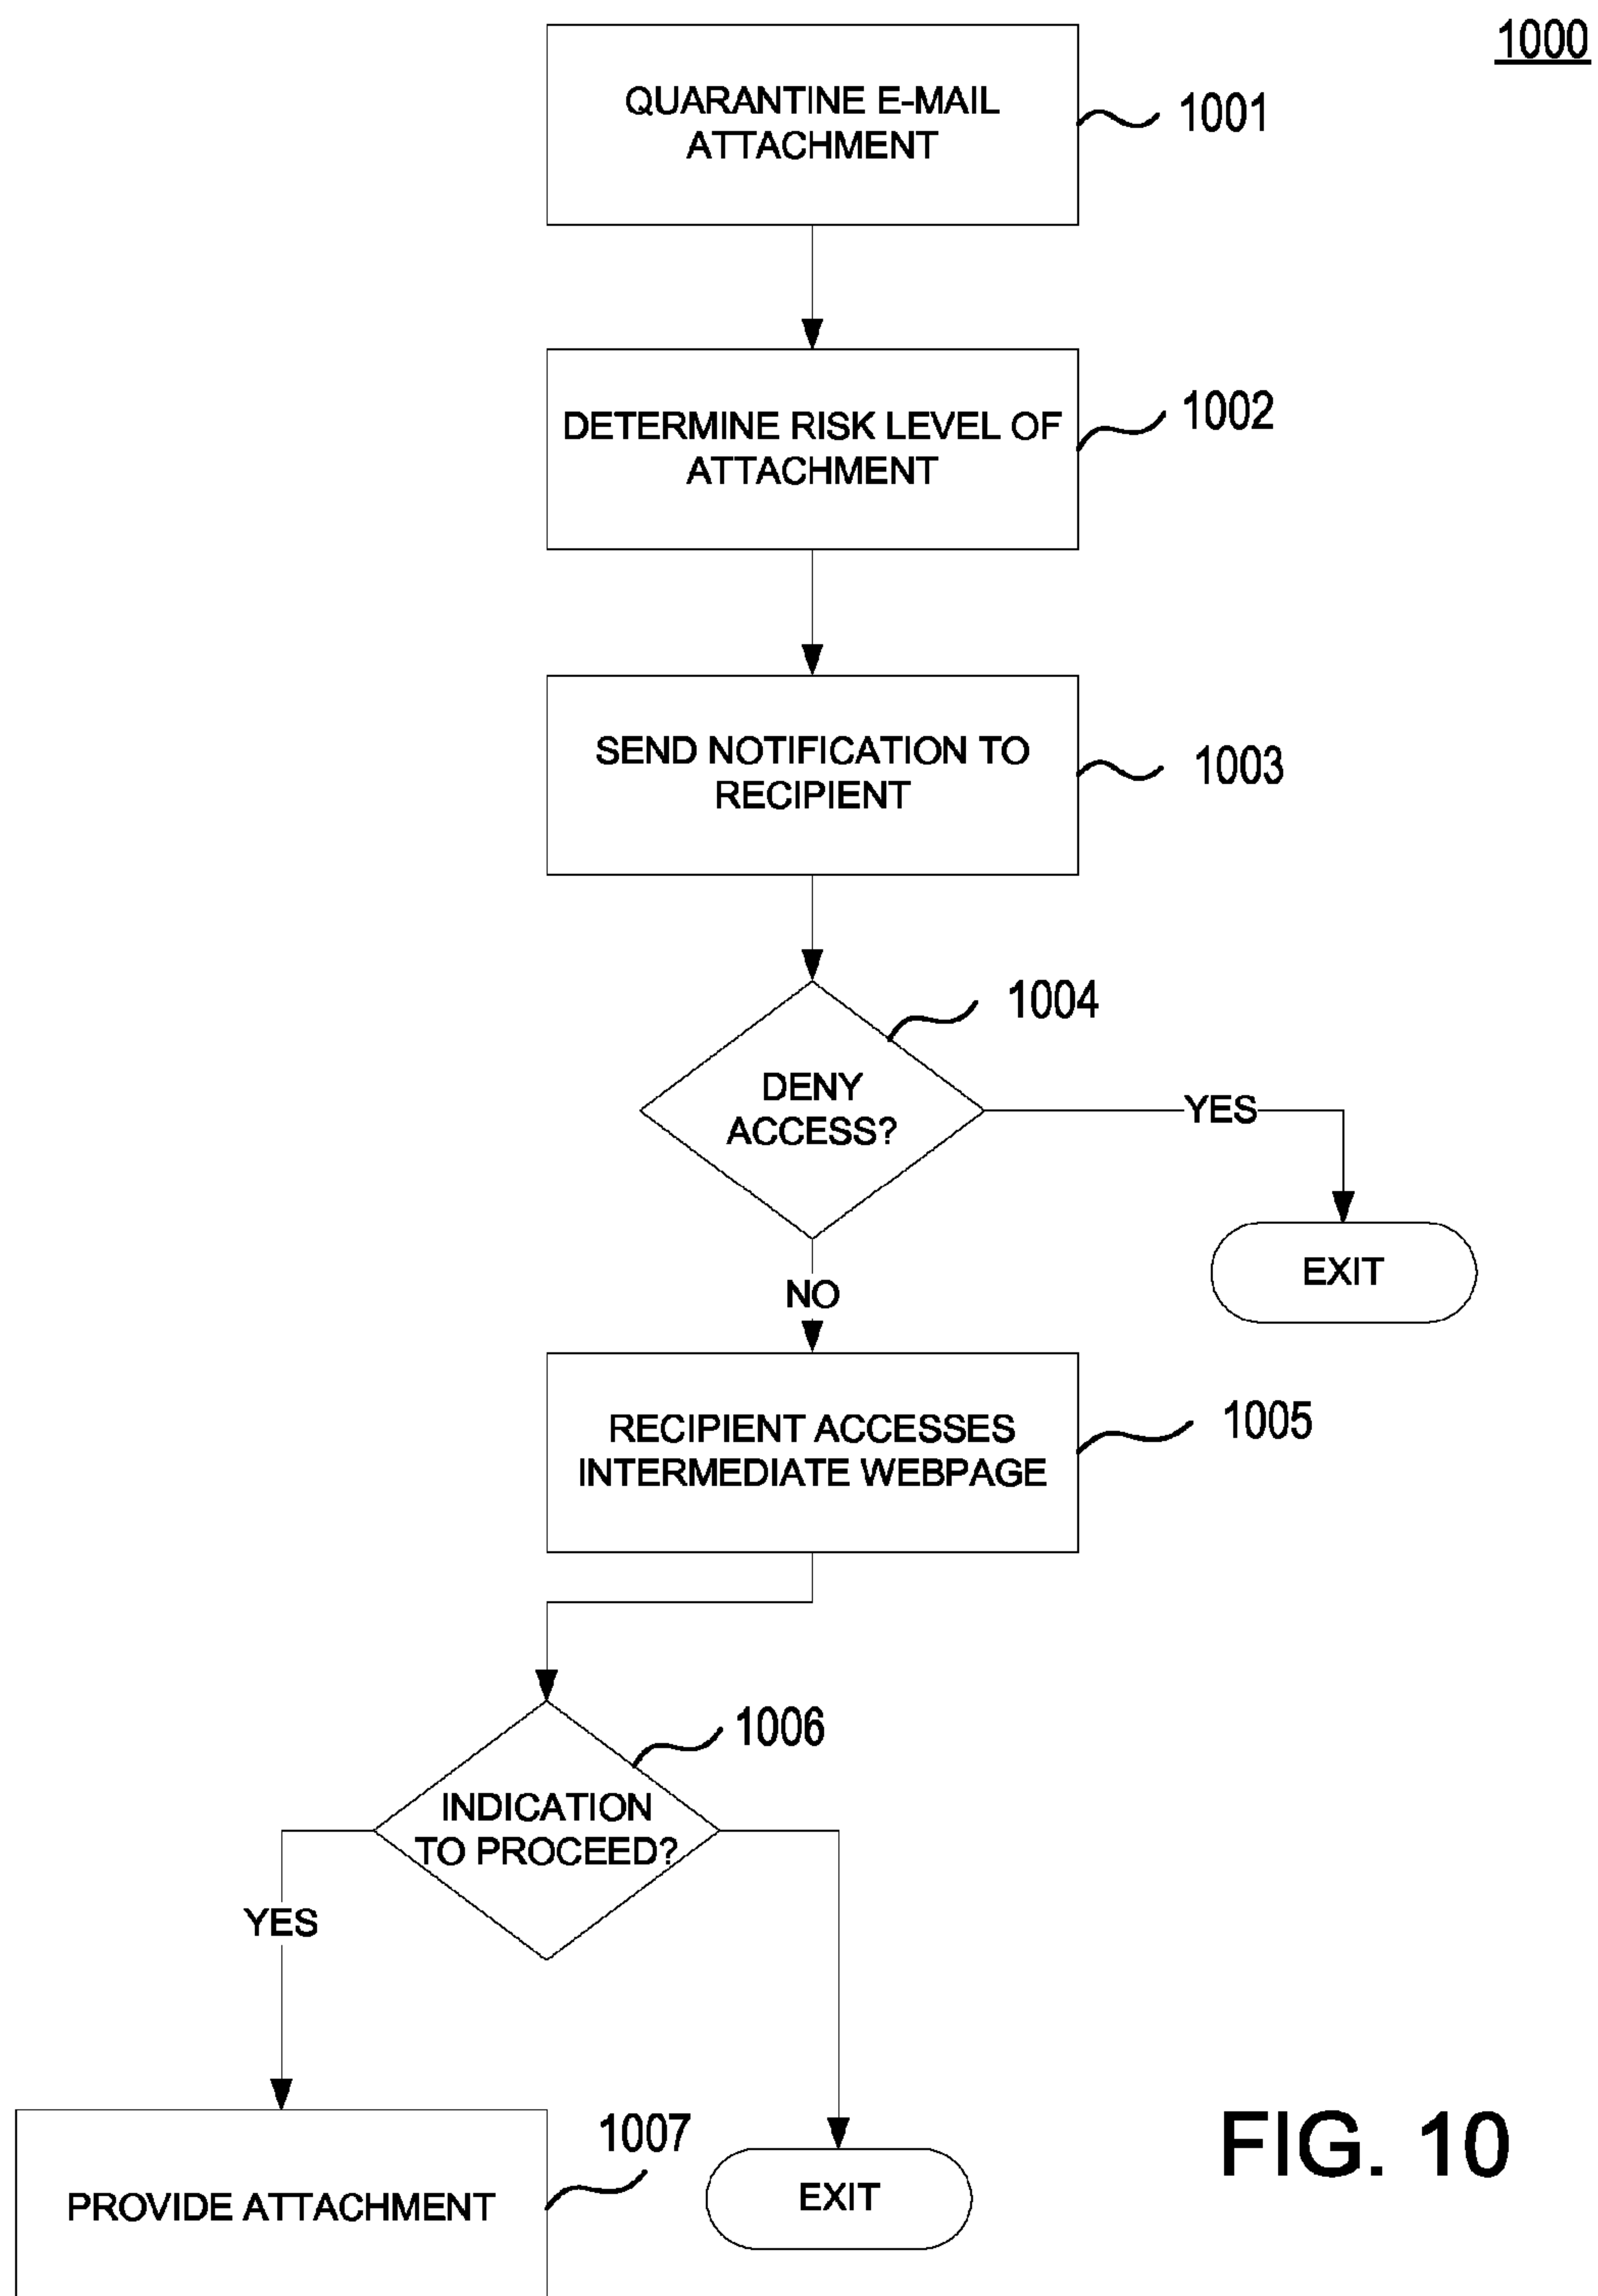 1000
QUARANTINE E-MAIL
ATTACHMENT
1001
DETERMINE RISK LEVEL OF
ATTACHMENT
1002
SEND NOTIFICATION TO
RECIPIENT
1003
1004
DENY
ACCESS?
YES
EXIT
NO
RECIPIENT ACCESSES
INTERMEDIATE WEBPAGE
1005
1006
INDICATION
TO PROCEED?
YES
1007
PROVIDE ATTACHMENT
EXIT
FIG. 10